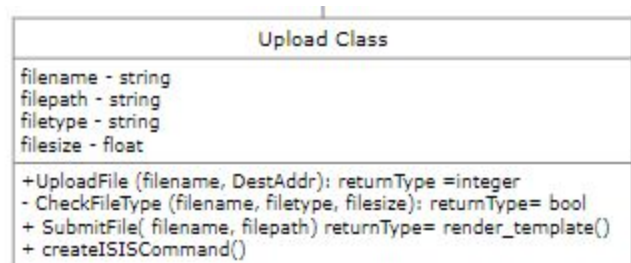 Upload Class
filename - string
filepath - string
filetype - string
filesize - float
+UploadFile (filename, DestAddr): returnType =integer
- CheckFileType (filename, filetype, filesize): returnType= bool
+ SubmitFile( filename, filepath) returnType= render_template()
+ createISISCommand()